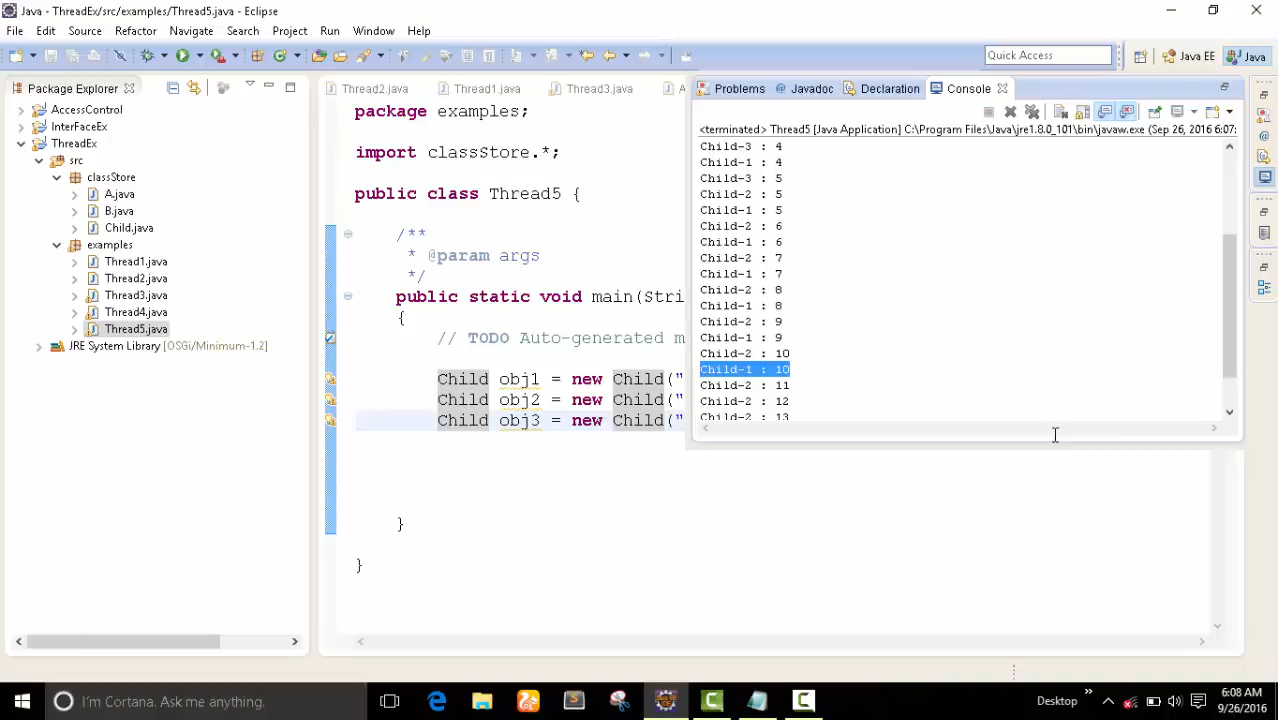 Java - ThreadEx/src/examples/Thread5.java - Eclipse
File Edit Source Refactor Navigate Search Project Run Window Help
Quick Access
Java EE
Java
Package Explorer
AccessControl
InterFaceEx
ThreadEx
src
classStore
A.java
B.java
Child.java
examples
Thread1.java
Thread2.java
Thread3.java
Thread4.java
Thread5.java
JRE System Library [OSGi/Minimum-1.2]
Thread2.java Thread1.java Thread3.java
package examples;
import classStore.*;
public class Thread5 {
/**
* @param args
*/
public static void main(Stri
{
// TODO Auto-generated m
Child obj1 = new Child("
Child obj2 = new Child("
Child obj3 = new Child("
}
}
Problems Javadoc Declaration Console
<terminated> Thread5 [Java Application] C:\Program Files\Java\jre1.8.0_101\bin\javaw.exe (Sep 26, 2016 6:07:
Child-3 : 4
Child-1 : 4
Child-3 : 5
Child-2 : 5
Child-1 : 5
Child-2 : 6
Child-1 : 6
Child-2 : 7
Child-1 : 7
Child-2 : 8
Child-1 : 8
Child-2 : 9
Child-1 : 9
Child-2 : 10
Child-1 : 10
Child-2 : 11
Child-2 : 12
Child-2 : 13
I'm Cortana. Ask me anything.
Desktop
6:08 AM
9/26/2016